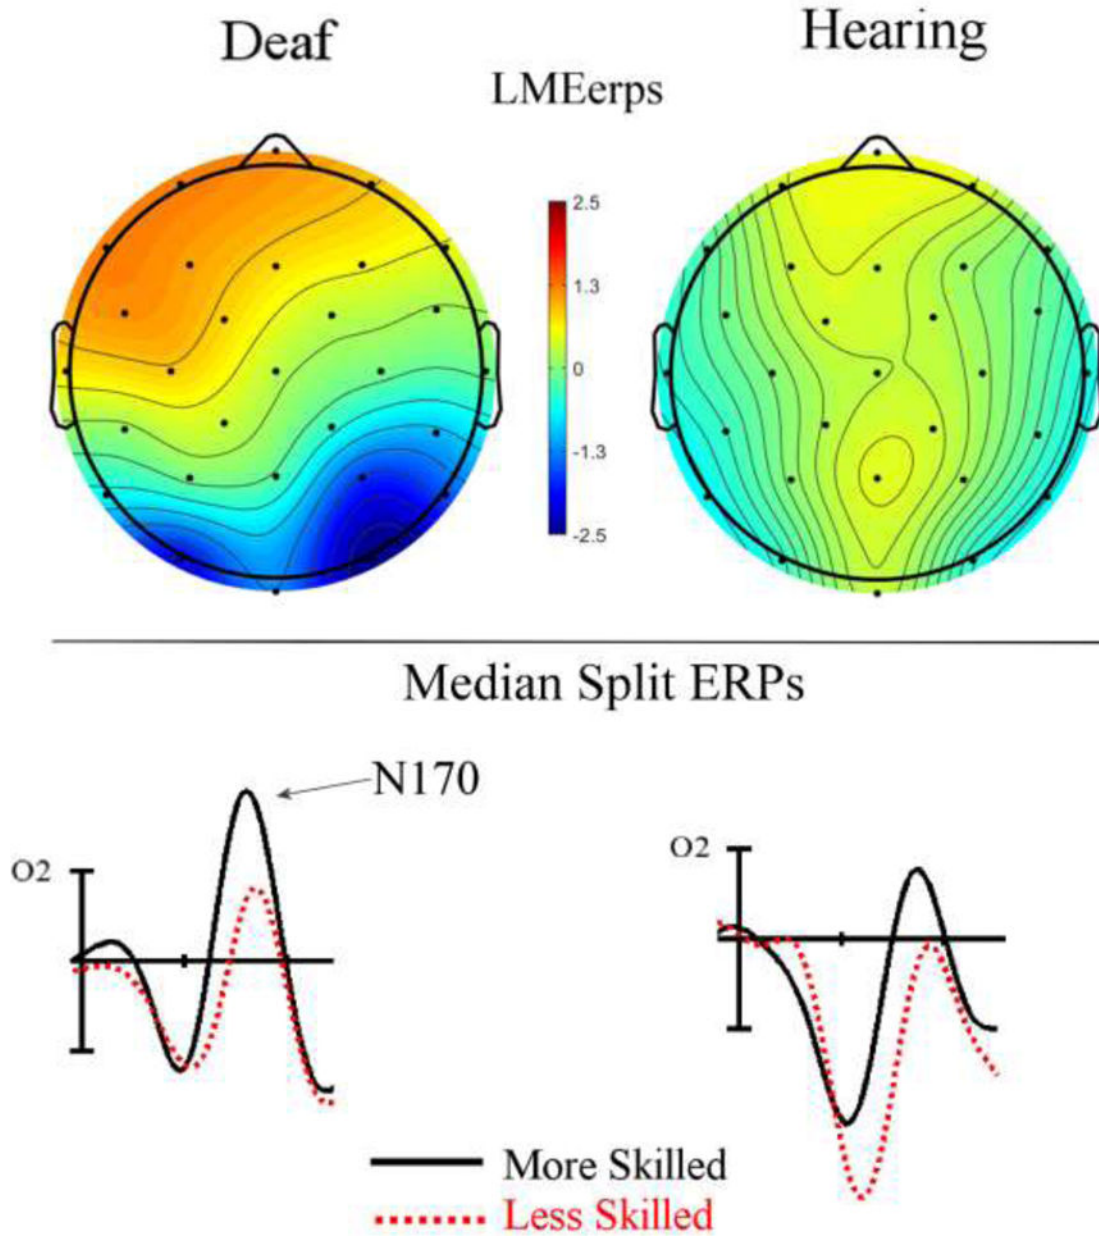 Deaf
Hearing
LMEerps
2.5
1.3
0
-1.3
-2.5
Median Split ERPs
N170
O2
O2
More Skilled
Less Skilled